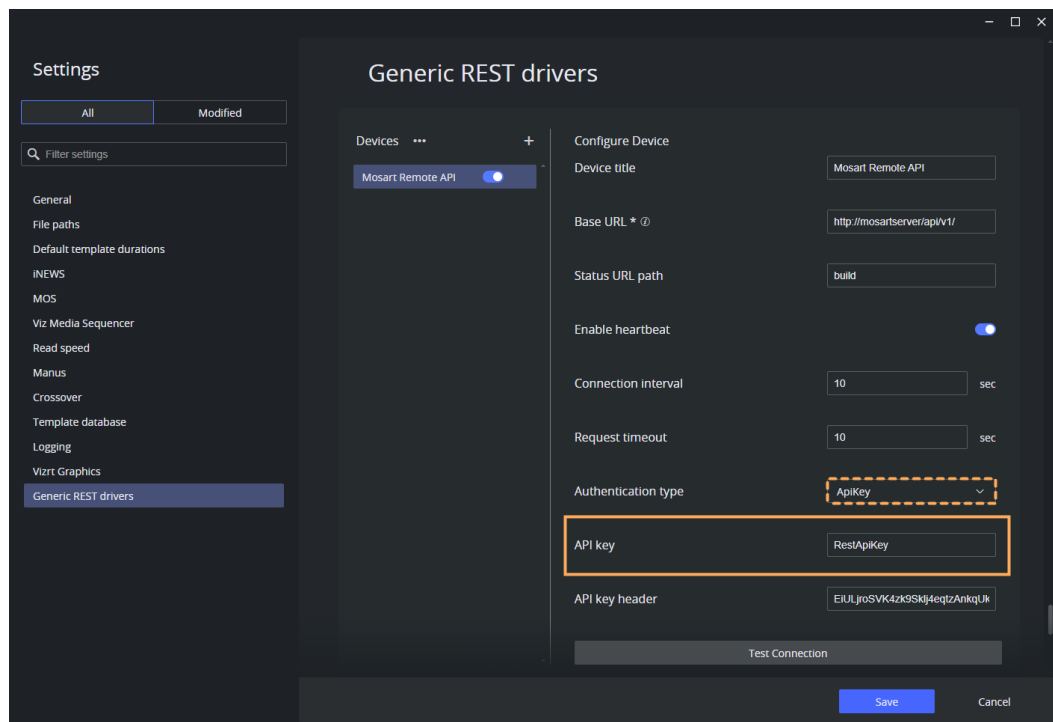 Settings
All
Modified
Filter settings
General
File paths
Default template durations
iNEWS
MOS
Viz Media Sequencer
Read speed
Manus
Crossover
Template database
Logging
Vizrt Graphics
Generic REST drivers
Generic REST drivers
Devices ••• +
Mosart Remote API
Configure Device
Device title Mosart Remote API
Base URL * http://mosartserver/api/v1/
Status URL path build
Enable heartbeat
Connection interval 10 sec
Request timeout 10 sec
Authentication type ApiKey
API key RestApiKey
API key header
Test Connection
Save Cancel